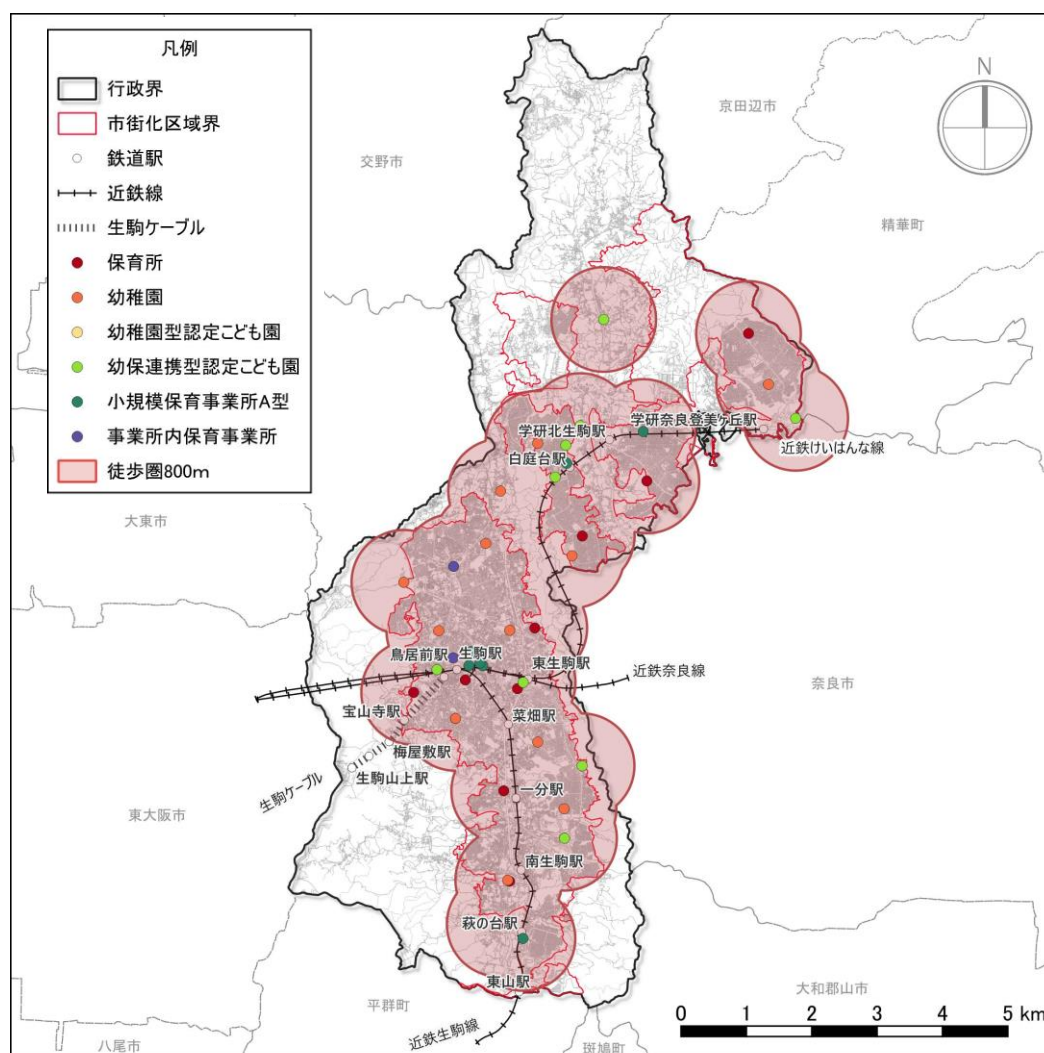 凡例
行政界
市街化区域界
鉄道駅
近鉄線
生駒ケーブル
保育所
幼稚園
幼稚園型認定こども園
幼保連携型認定こども園
小規模保育事業所A型
事業所内保育事業所
徒歩圏800m
N
京田辺市
交野市
精華町
学研奈良登美ケ丘駅
学研北生駒駅
近鉄けいはんな線
白庭台駅
大東市
鳥居前駅
生駒駅
東生駒駅
近鉄奈良線
奈良市
宝山寺駅
菜畑駅
梅屋敷駅
生駒山上駅
生駒ケーブル
一分駅
東大阪市
南生駒駅
萩の台駅
東山駅
平群町
大和郡山市
近鉄生駒線
八尾市
斑鳩町
0 1 2 3 4 5 km